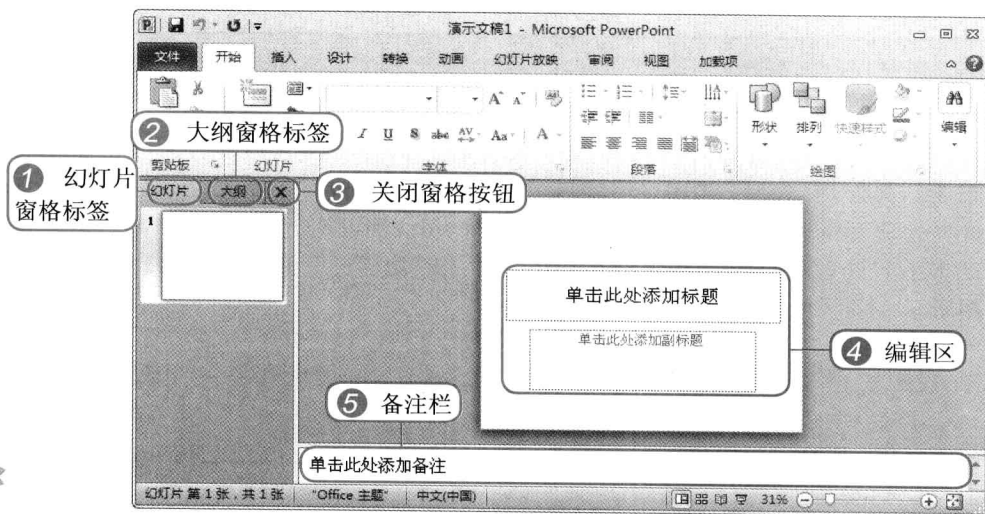 演示文稿1 - Microsoft PowerPoint
文件 开始 插入 设计 转换 动画 幻灯片放映 审阅 视图 加载项
形状 排列 快速样式 编辑
剪贴板 幻灯片 字体 段落 绘图
❷ 大纲窗格标签
❶ 幻灯片
窗格标签
幻灯片 大纲
❸ 关闭窗格按钮
1
单击此处添加标题
单击此处添加副标题
❹ 编辑区
❺ 备注栏
单击此处添加备注
幻灯片 第 1 张，共 1 张 "Office 主题" 中文(中国) 31%